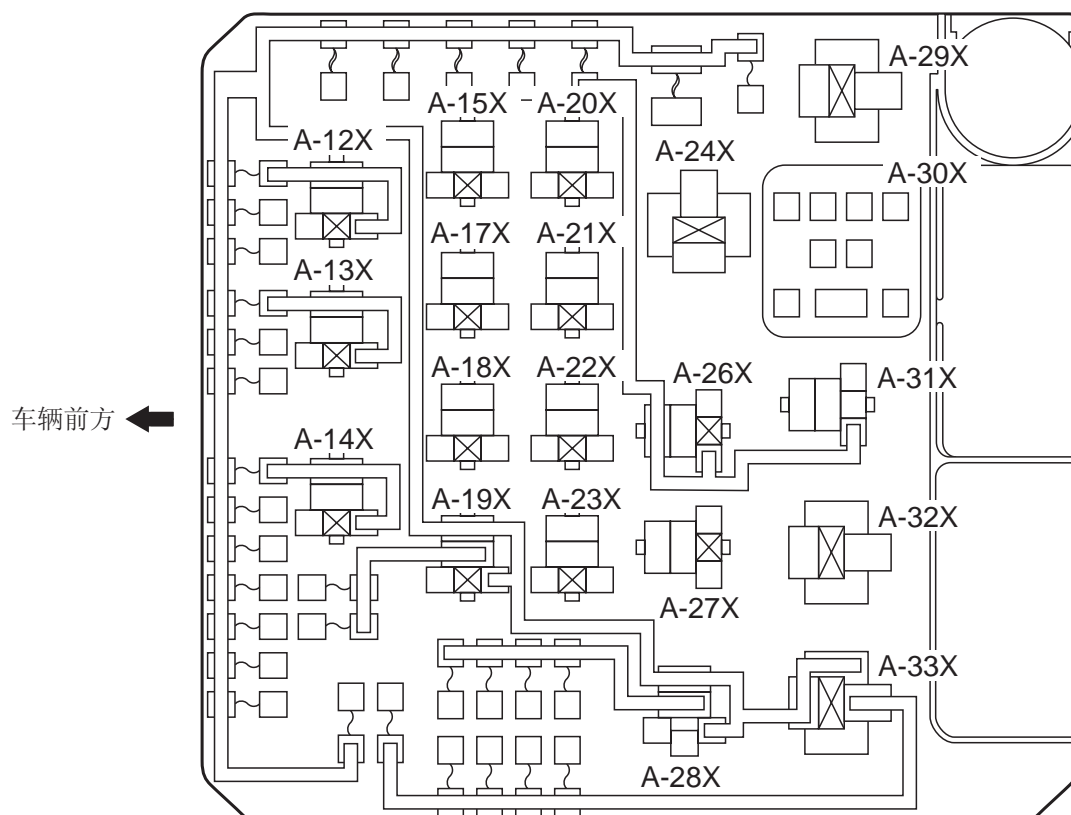 A-29X
A-15X
A-20X
A-12X
A-24X
A-30X
A-17X
A-21X
A-13X
A-18X
A-22X
A-26X
A-31X
车辆前方
A-14X
A-19X
A-23X
A-32X
A-27X
A-33X
A-28X